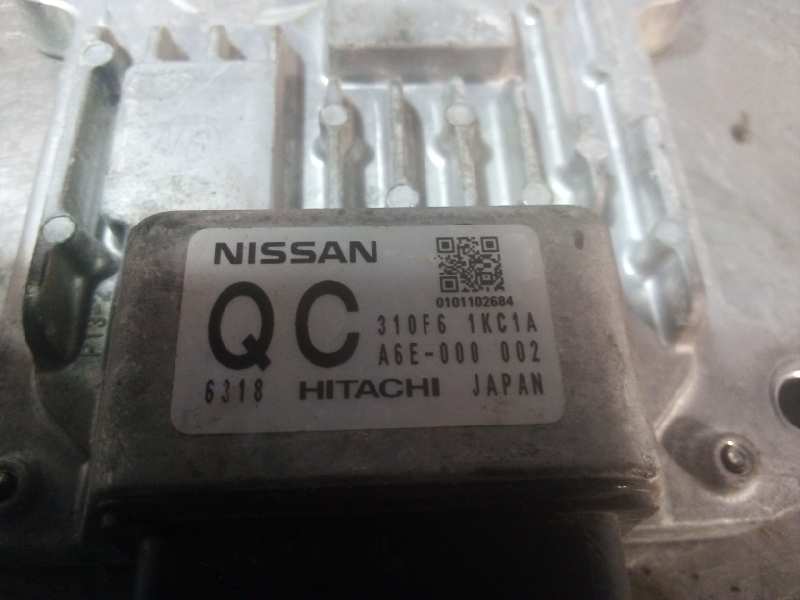 NISSAN
0101102684
QC
310F6 1KC1A
A6E-000 002
6318 HITACHI JAPAN